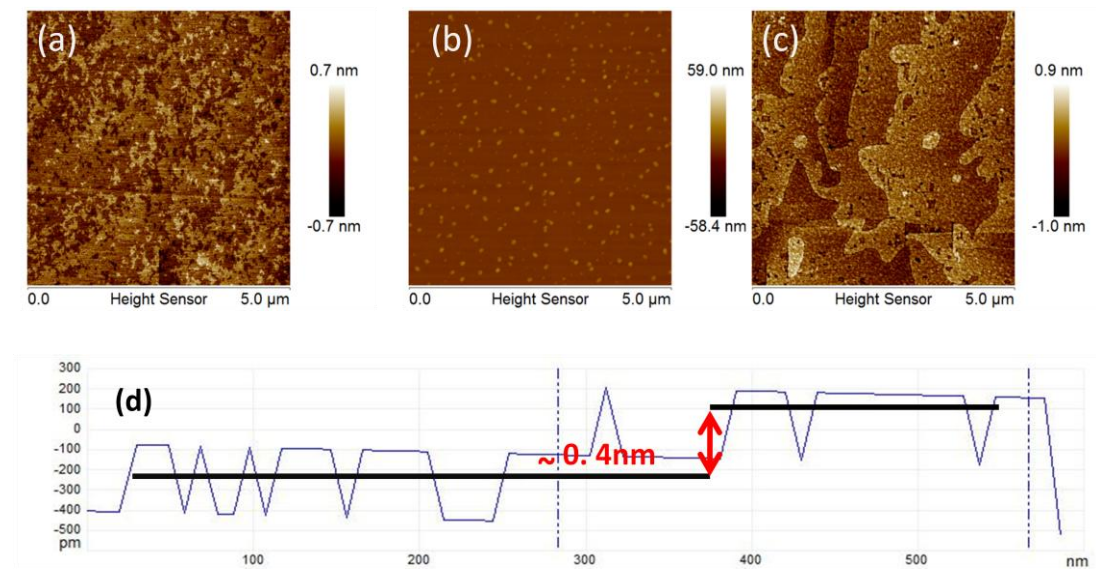 (a)
0.7 nm
-0.7 nm
0.0 Height Sensor 5.0 µm
(b)
59.0 nm
-58.4 nm
0.0 Height Sensor 5.0 µm
(c)
0.9 nm
-1.0 nm
0.0 Height Sensor 5.0 µm
(d)
300
200
100
0
-100
-200
-300
-400
-500
pm
~ 0. 4nm
100 200 300 400 500 nm